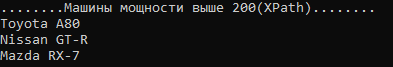 ........Машины мощности выше 200(XPath)........
Toyota A80
Nissan GT-R
Mazda RX-7